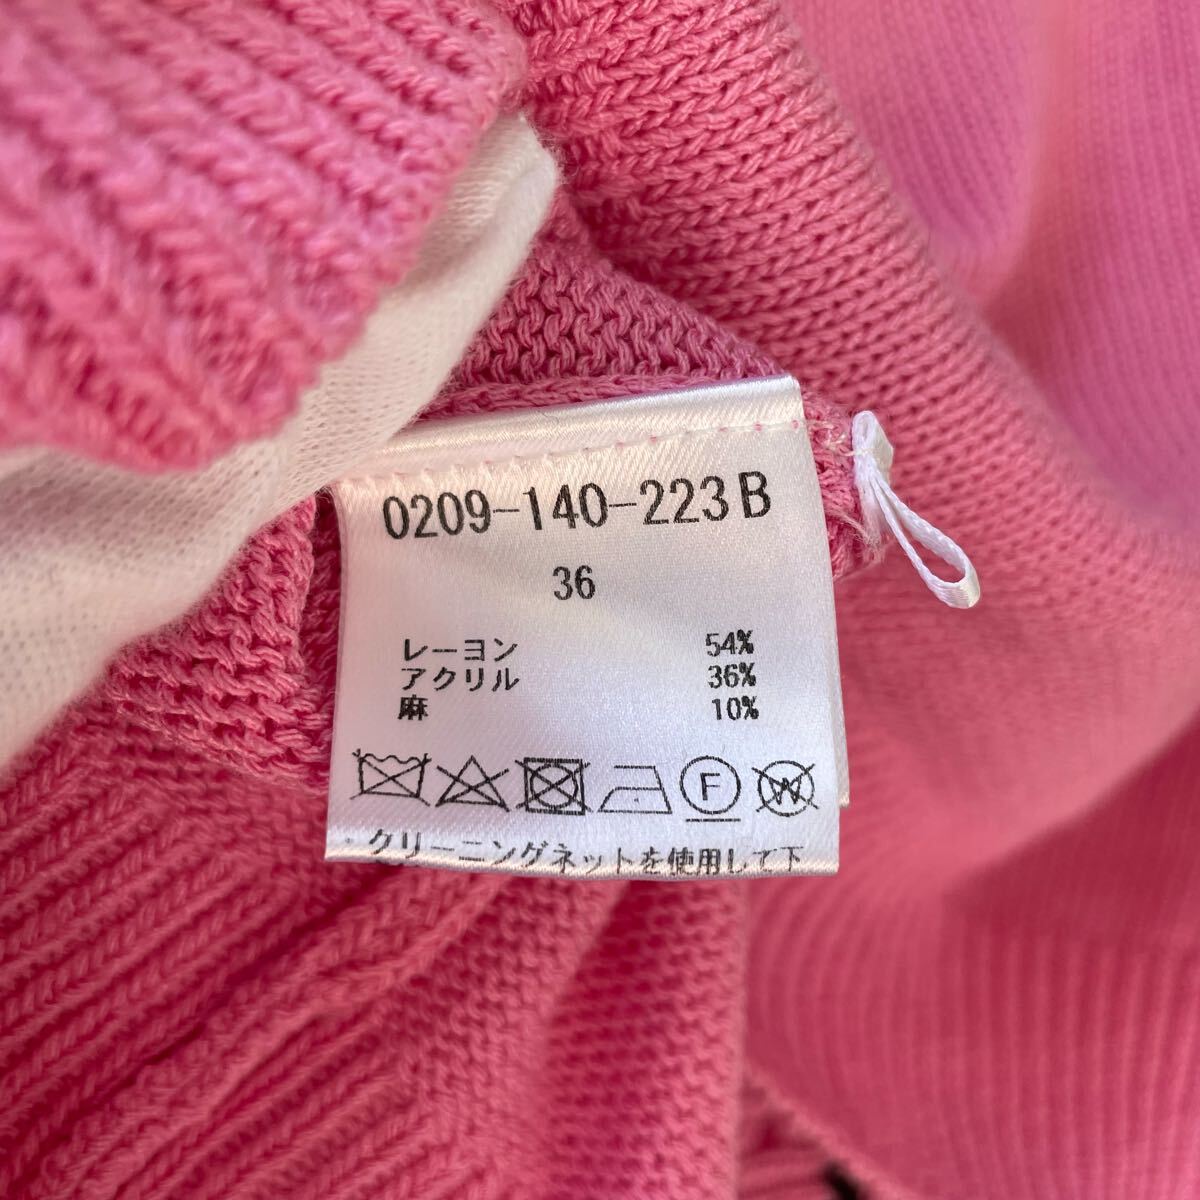 0209-140-223B
36
レーヨン 54%
アクリル 36%
麻 10%
F W
クリーニングネットを使用して下